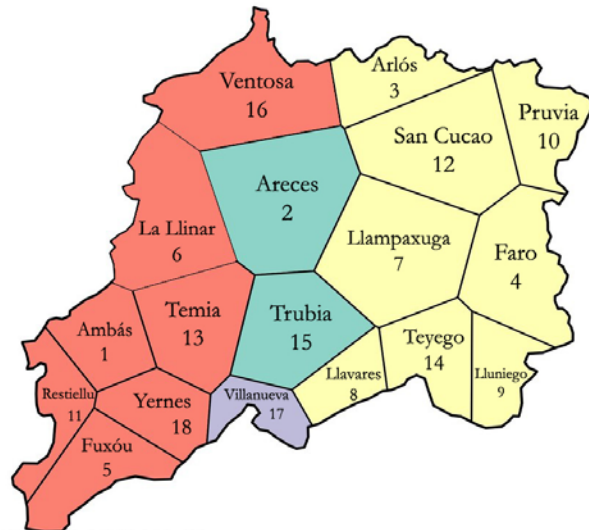 Arlós
3
Ventosa
16
Pruvia
10
San Cucao
12
Areces
2
La Llinar
6
Llampaxuga
7
Faro
4
Temia
13
Trubia
15
Ambás
1
Teyego
14
Llavares
8
Lluniego
9
Restiellu
11
Yernes
18
Villanueva
17
Fuxóu
5